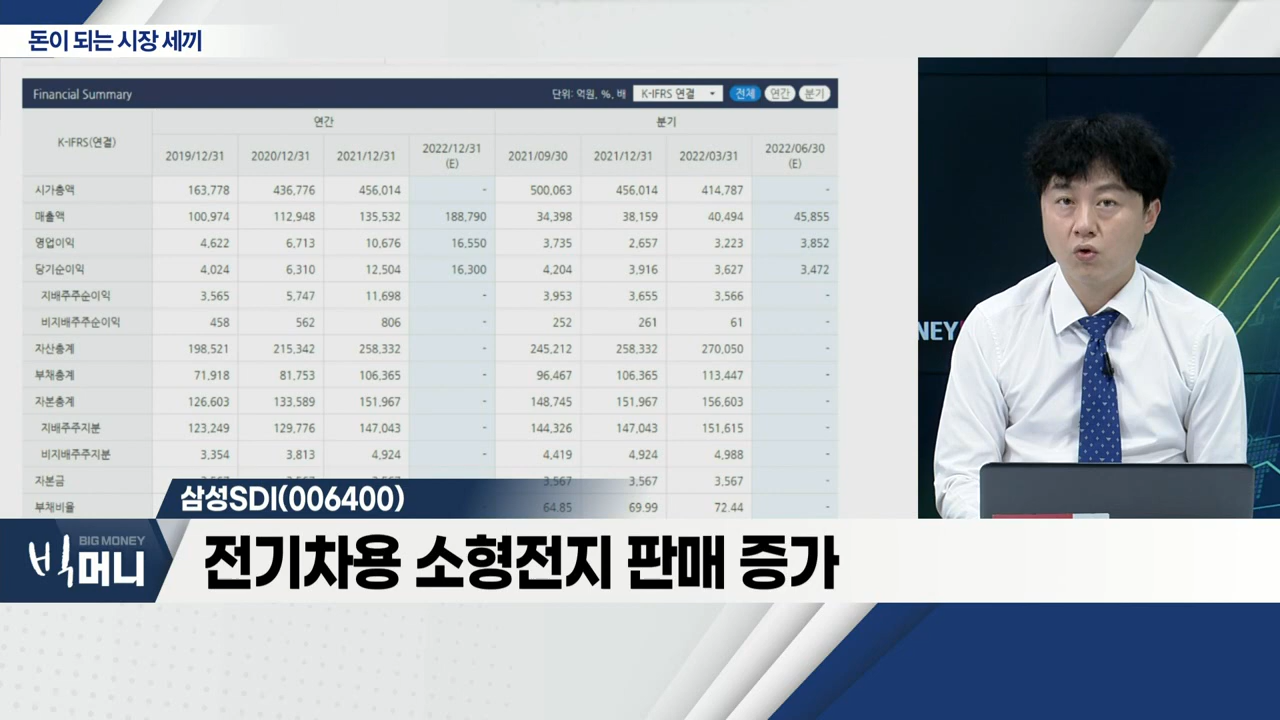 돈이 되는 시장 세끼
Financial Summary 단위: 억원, %, 배 K-IFRS 연결 전체 연간 분기
K-IFRS(연결) 연간 분기
2019/12/31 2020/12/31 2021/12/31 2022/12/31 (E) 2021/09/30 2021/12/31 2022/03/31 2022/06/30 (E)
시가총액 163,778 436,776 456,014 - 500,063 456,014 414,787 -
매출액 100,974 112,948 135,532 188,790 34,398 38,159 40,494 45,855
영업이익 4,622 6,713 10,676 16,550 3,735 2,657 3,223 3,852
당기순이익 4,024 6,310 12,504 16,300 4,204 3,916 3,627 3,472
지배주주순이익 3,565 5,747 11,698 - 3,953 3,655 3,566 -
비지배주주순이익 458 562 806 - 252 261 61 -
자산총계 198,521 215,342 258,332 - 245,212 258,332 270,050 -
부채총계 71,918 81,753 106,365 - 96,467 106,365 113,447 -
자본총계 126,603 133,589 151,967 - 148,745 151,967 156,603 -
지배주주지분 123,249 129,776 147,043 - 144,326 147,043 151,615 -
비지배주주지분 3,354 3,813 4,924 - 4,419 4,924 4,988 -
자본금 3,567 3,567 3,567 -
부채비율 64.85 69.99 72.44 -
NEY
삼성SDI(006400)
BIG MONEY
빅머니
전기차용 소형전지 판매 증가